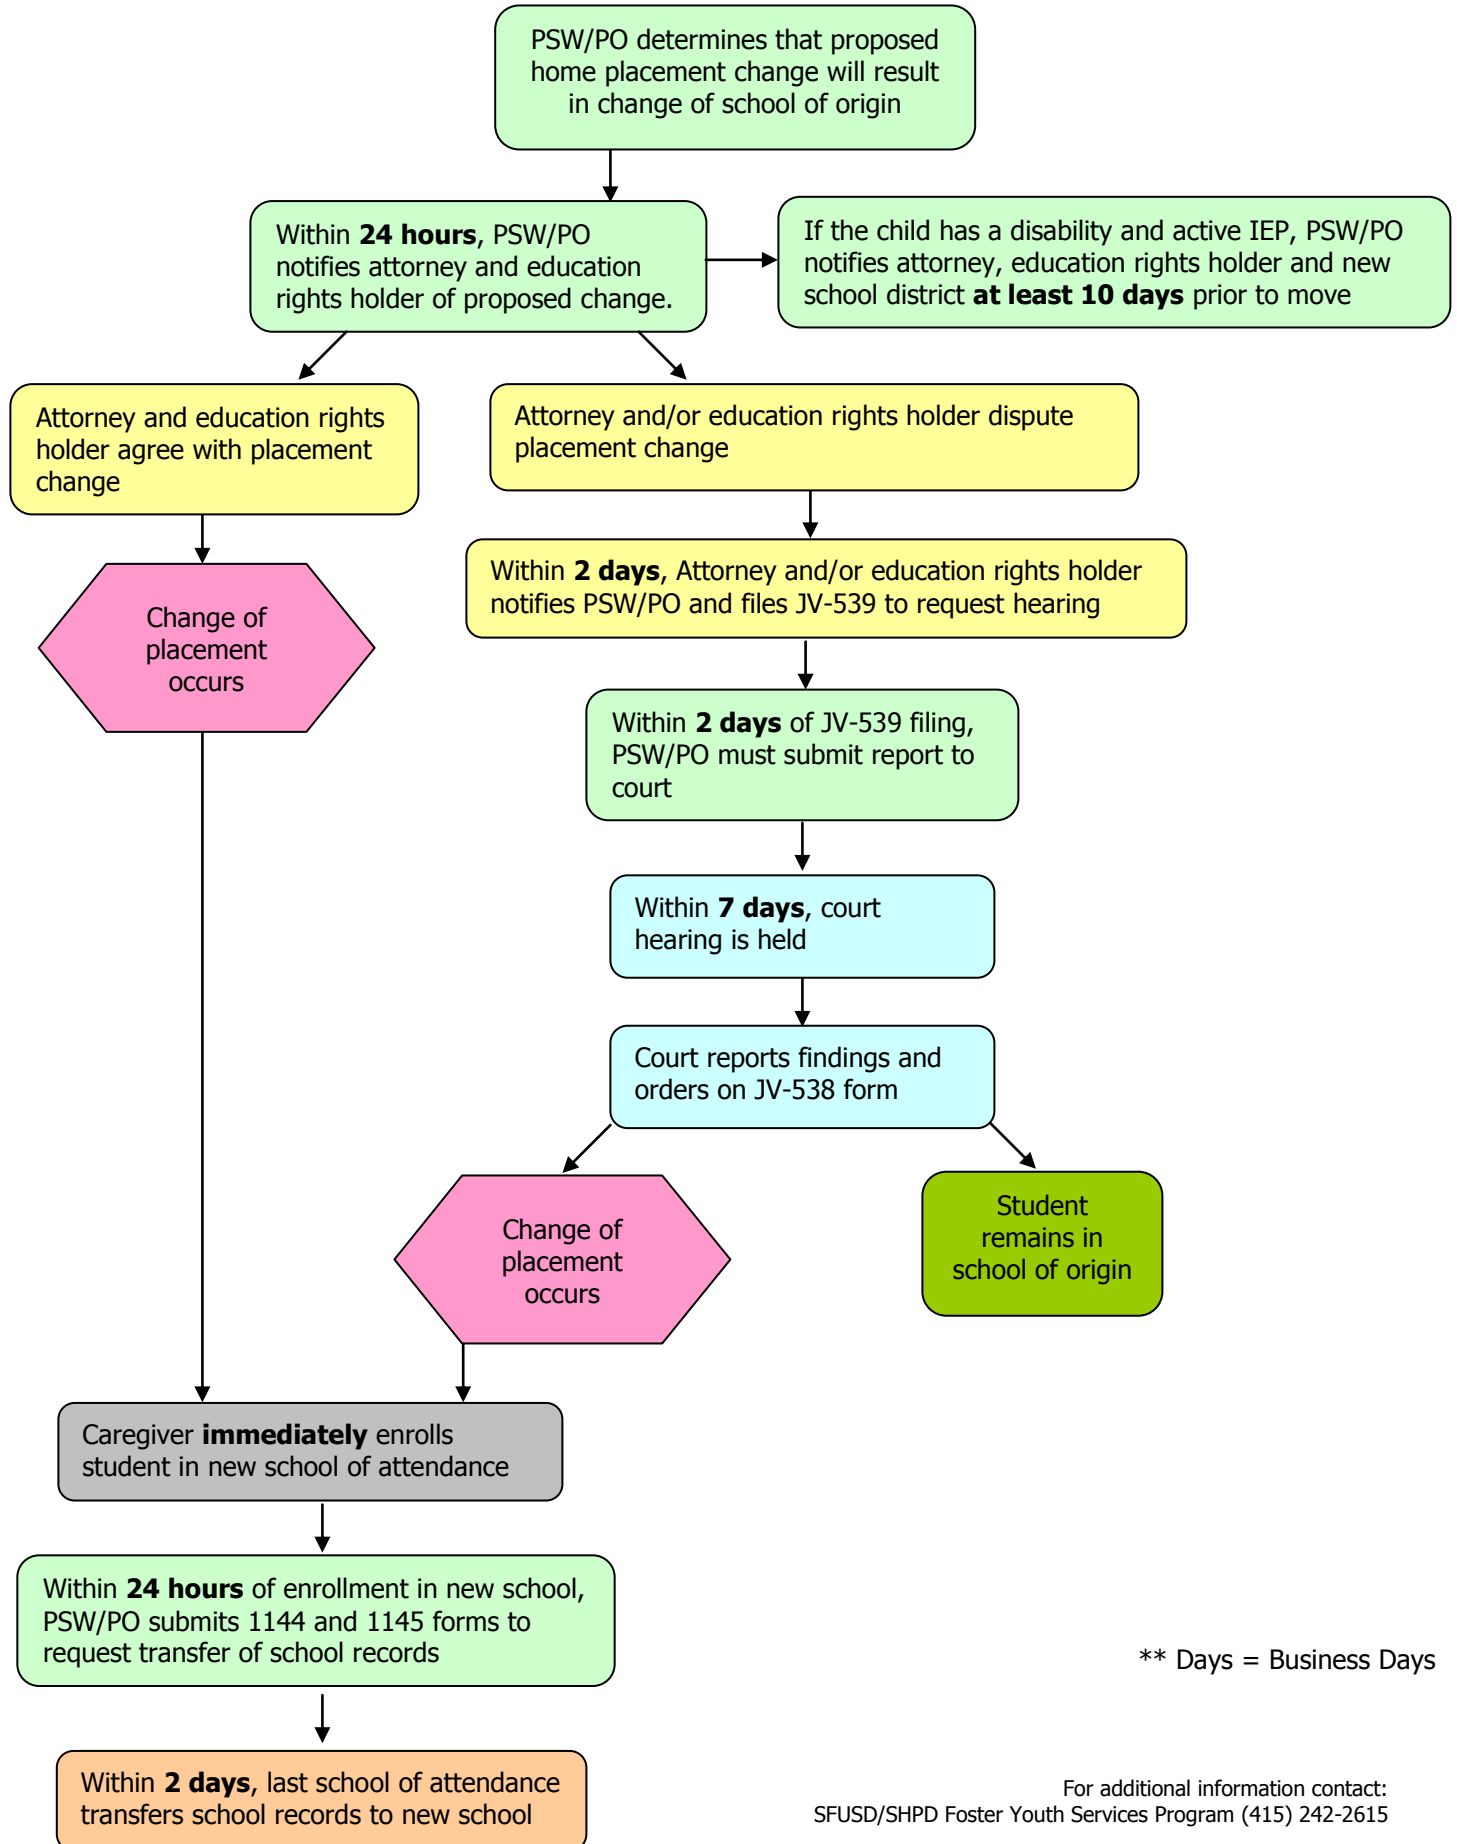 PSW/PO determines that proposed
home placement change will result
in change of school of origin
Within 24 hours, PSW/PO
notifies attorney and education
rights holder of proposed change.
If the child has a disability and active IEP, PSW/PO
notifies attorney, education rights holder and new
school district at least 10 days prior to move
Attorney and education rights
holder agree with placement
change
Attorney and/or education rights holder dispute
placement change
Within 2 days, Attorney and/or education rights holder
notifies PSW/PO and files JV-539 to request hearing
Change of
placement
occurs
Within 2 days of JV-539 filing,
PSW/PO must submit report to
court
Within 7 days, court
hearing is held
Court reports findings and
orders on JV-538 form
Change of
placement
occurs
Student
remains in
school of origin
Caregiver immediately enrolls
student in new school of attendance
Within 24 hours of enrollment in new school,
PSW/PO submits 1144 and 1145 forms to
request transfer of school records
** Days = Business Days
Within 2 days, last school of attendance
transfers school records to new school
For additional information contact:
SFUSD/SHPD Foster Youth Services Program (415) 242-2615